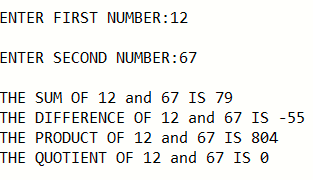 ENTER FIRST NUMBER:12
ENTER SECOND NUMBER:67
THE SUM OF 12 and 67 IS 79
THE DIFFERENCE OF 12 and 67 IS -55
THE PRODUCT OF 12 and 67 IS 804
THE QUOTIENT OF 12 and 67 IS 0